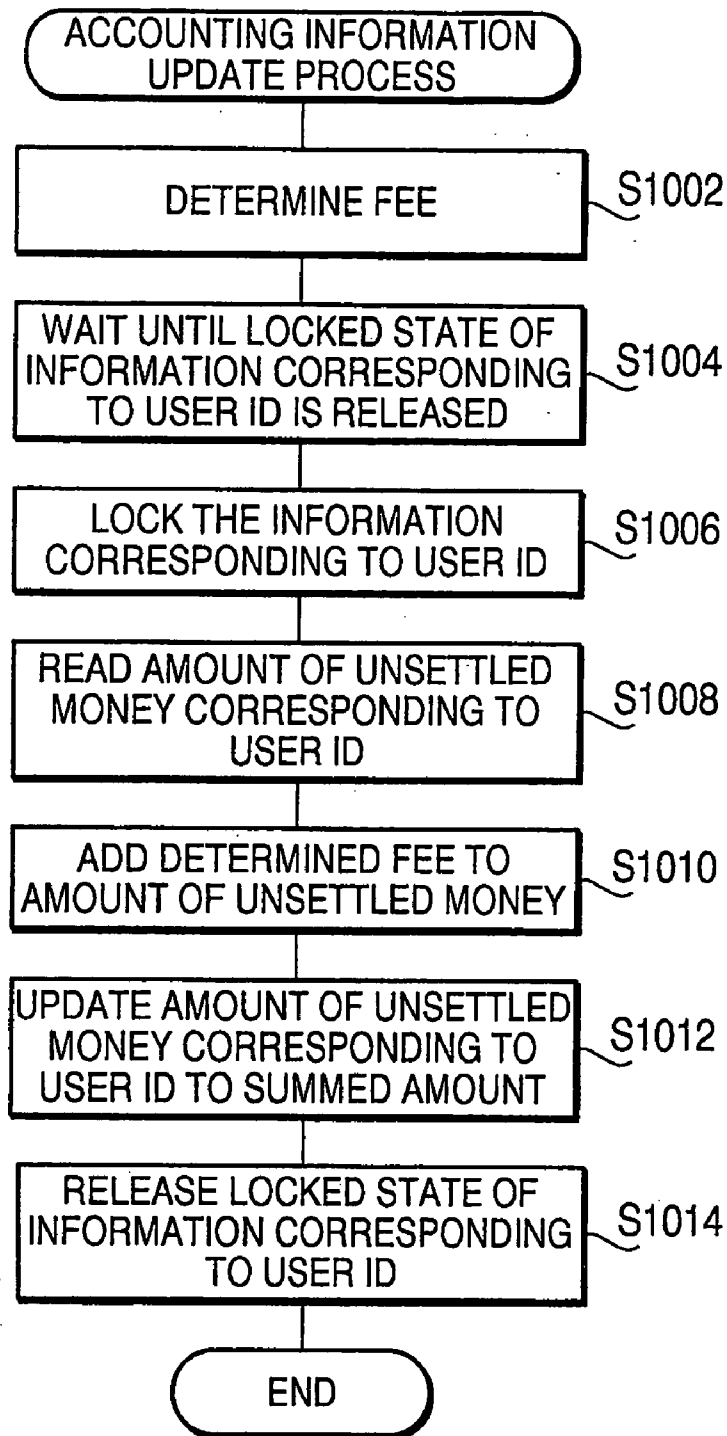 ACCOUNTING INFORMATION
UPDATE PROCESS
DETERMINE FEE
S1002
WAIT UNTIL LOCKED STATE OF
INFORMATION CORRESPONDING
TO USER ID IS RELEASED
S1004
LOCK THE INFORMATION
CORRESPONDING TO USER ID
S1006
READ AMOUNT OF UNSETTLED
MONEY CORRESPONDING TO
USER ID
S1008
ADD DETERMINED FEE TO
AMOUNT OF UNSETTLED MONEY
S1010
UPDATE AMOUNT OF UNSETTLED
MONEY CORRESPONDING TO
USER ID TO SUMMED AMOUNT
S1012
RELEASE LOCKED STATE OF
INFORMATION CORRESPONDING
TO USER ID
S1014
END